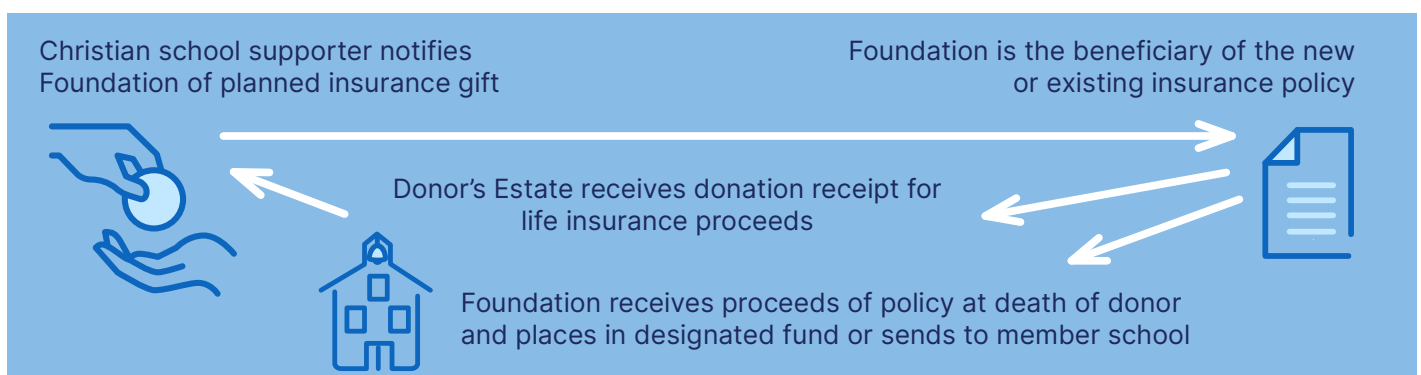 Christian school supporter notifies
Foundation of planned insurance gift
Foundation is the beneficiary of the new
or existing insurance policy
Donor’s Estate receives donation receipt for
life insurance proceeds
Foundation receives proceeds of policy at death of donor
and places in designated fund or sends to member school